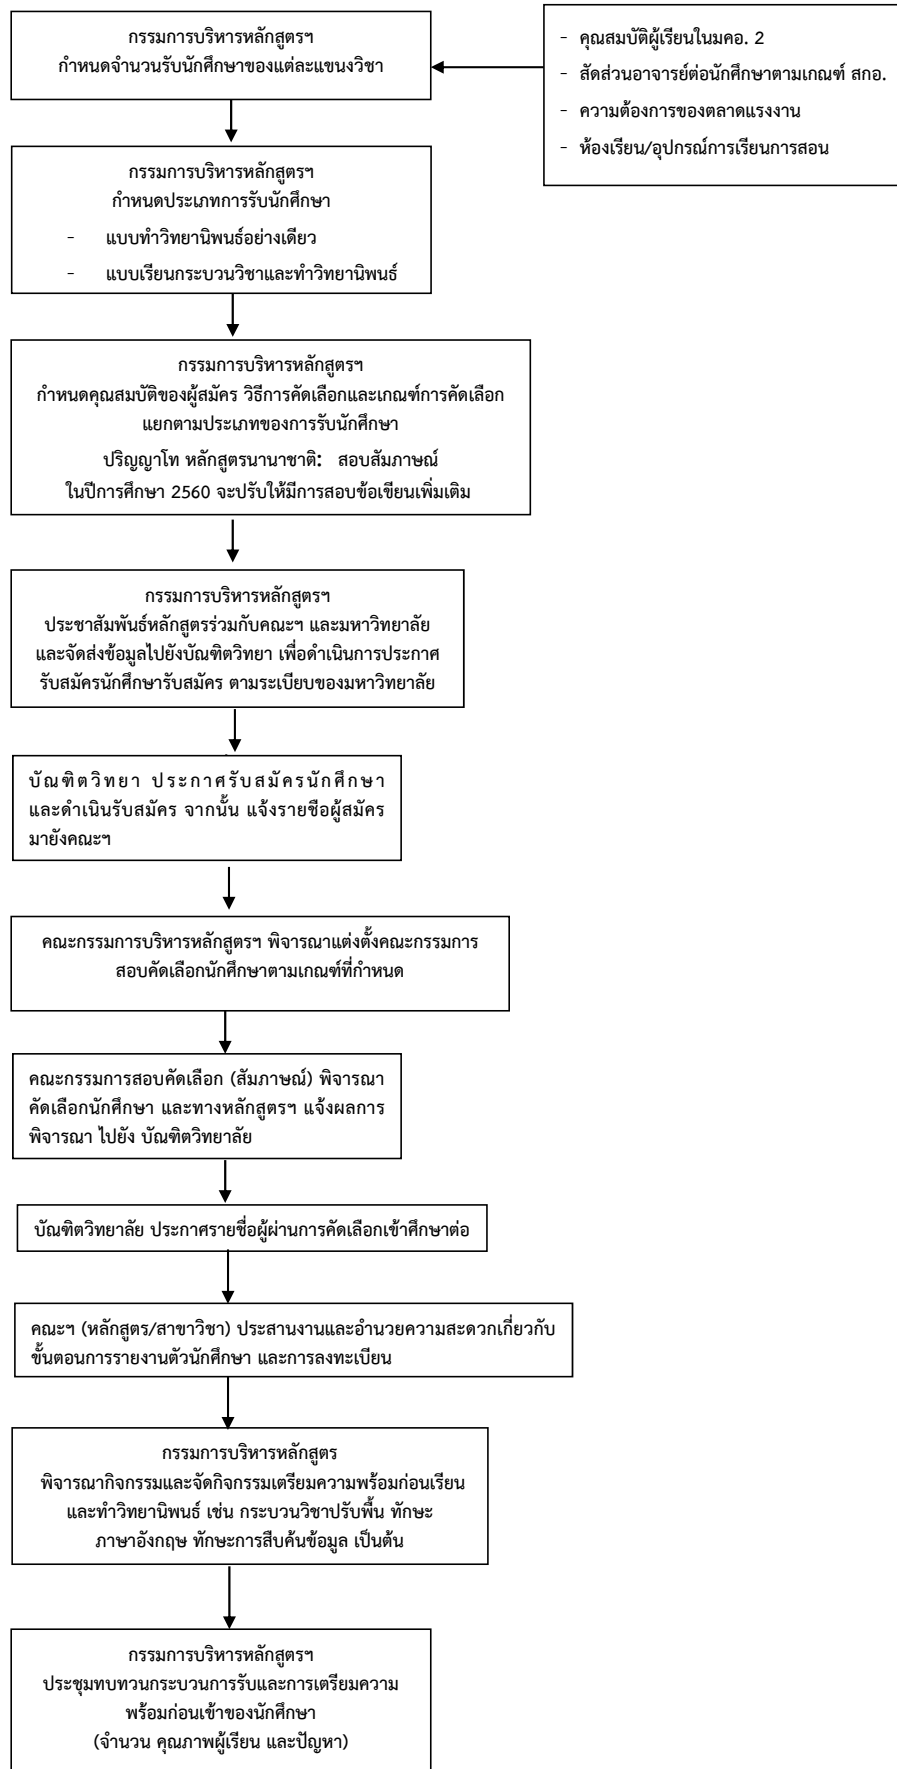 กรรมการบริหารหลักสูตรฯ
กำหนดจำนวนรับนักศึกษาของแต่ละแขนงวิชา
- คุณสมบัติผู้เรียนในมคอ. 2
- สัดส่วนอาจารย์ต่อนักศึกษาตามเกณฑ์ สกอ.
- ความต้องการของตลาดแรงงาน
- ห้องเรียน/อุปกรณ์การเรียนการสอน
กรรมการบริหารหลักสูตรฯ
กำหนดประเภทการรับนักศึกษา
- แบบทำวิทยานิพนธ์อย่างเดียว
- แบบเรียนกระบวนวิชาและทำวิทยานิพนธ์
กรรมการบริหารหลักสูตรฯ
กำหนดคุณสมบัติของผู้สมัคร วิธีการคัดเลือกและเกณฑ์การคัดเลือก
แยกตามประเภทของการรับนักศึกษา
ปริญญาโท หลักสูตรนานาชาติ: สอบสัมภาษณ์
ในปีการศึกษา 2560 จะปรับให้มีการสอบข้อเขียนเพิ่มเติม
กรรมการบริหารหลักสูตรฯ
ประชาสัมพันธ์หลักสูตรร่วมกับคณะฯ และมหาวิทยาลัย
และจัดส่งข้อมูลไปยังบัณฑิตวิทยา เพื่อดำเนินการประกาศ
รับสมัครนักศึกษารับสมัคร ตามระเบียบของมหาวิทยาลัย
บัณฑิตวิทยา ประกาศรับสมัครนักศึกษา
และดำเนินรับสมัคร จากนั้น แจ้งรายชื่อผู้สมัคร
มายังคณะฯ
คณะกรรมการบริหารหลักสูตรฯ พิจารณาแต่งตั้งคณะกรรมการ
สอบคัดเลือกนักศึกษาตามเกณฑ์ที่กำหนด
คณะกรรมการสอบคัดเลือก (สัมภาษณ์) พิจารณา
คัดเลือกนักศึกษา และทางหลักสูตรฯ แจ้งผลการ
พิจารณา ไปยัง บัณฑิตวิทยาลัย
บัณฑิตวิทยาลัย ประกาศรายชื่อผู้ผ่านการคัดเลือกเข้าศึกษาต่อ
คณะฯ (หลักสูตร/สาขาวิชา) ประสานงานและอำนวยความสะดวกเกี่ยวกับ
ขั้นตอนการรายงานตัวนักศึกษา และการลงทะเบียน
กรรมการบริหารหลักสูตร
พิจารณากิจกรรมและจัดกิจกรรมเตรียมความพร้อมก่อนเรียน
และทำวิทยานิพนธ์ เช่น กระบวนวิชาปรับพื้น ทักษะ
ภาษาอังกฤษ ทักษะการสืบค้นข้อมูล เป็นต้น
กรรมการบริหารหลักสูตรฯ
ประชุมทบทวนกระบวนการรับและการเตรียมความ
พร้อมก่อนเข้าของนักศึกษา
(จำนวน คุณภาพผู้เรียน และปัญหา)